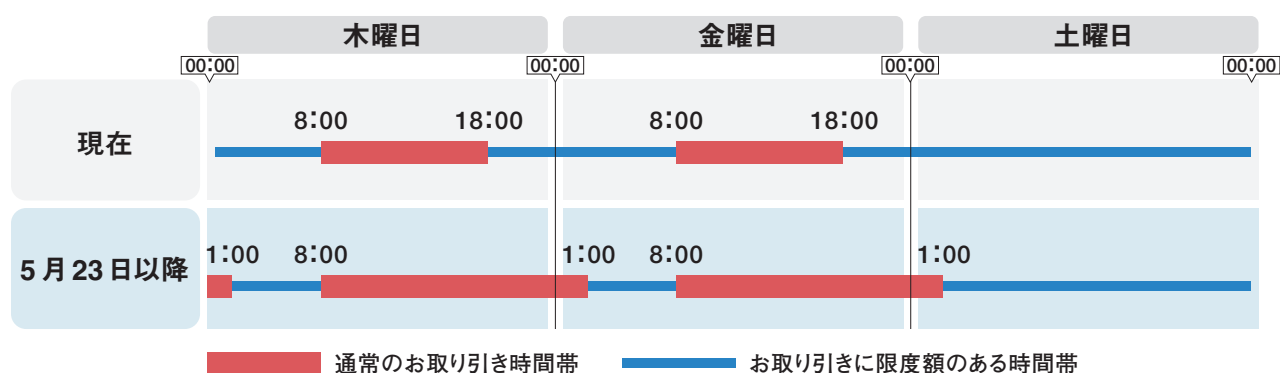 木曜日 金曜日 土曜日
00:00 00:00 00:00 00:00
現在
8:00 18:00 8:00 18:00
5月23日以降
1:00 8:00 1:00 8:00 1:00
通常のお取り引き時間帯 お取り引きに限度額のある時間帯